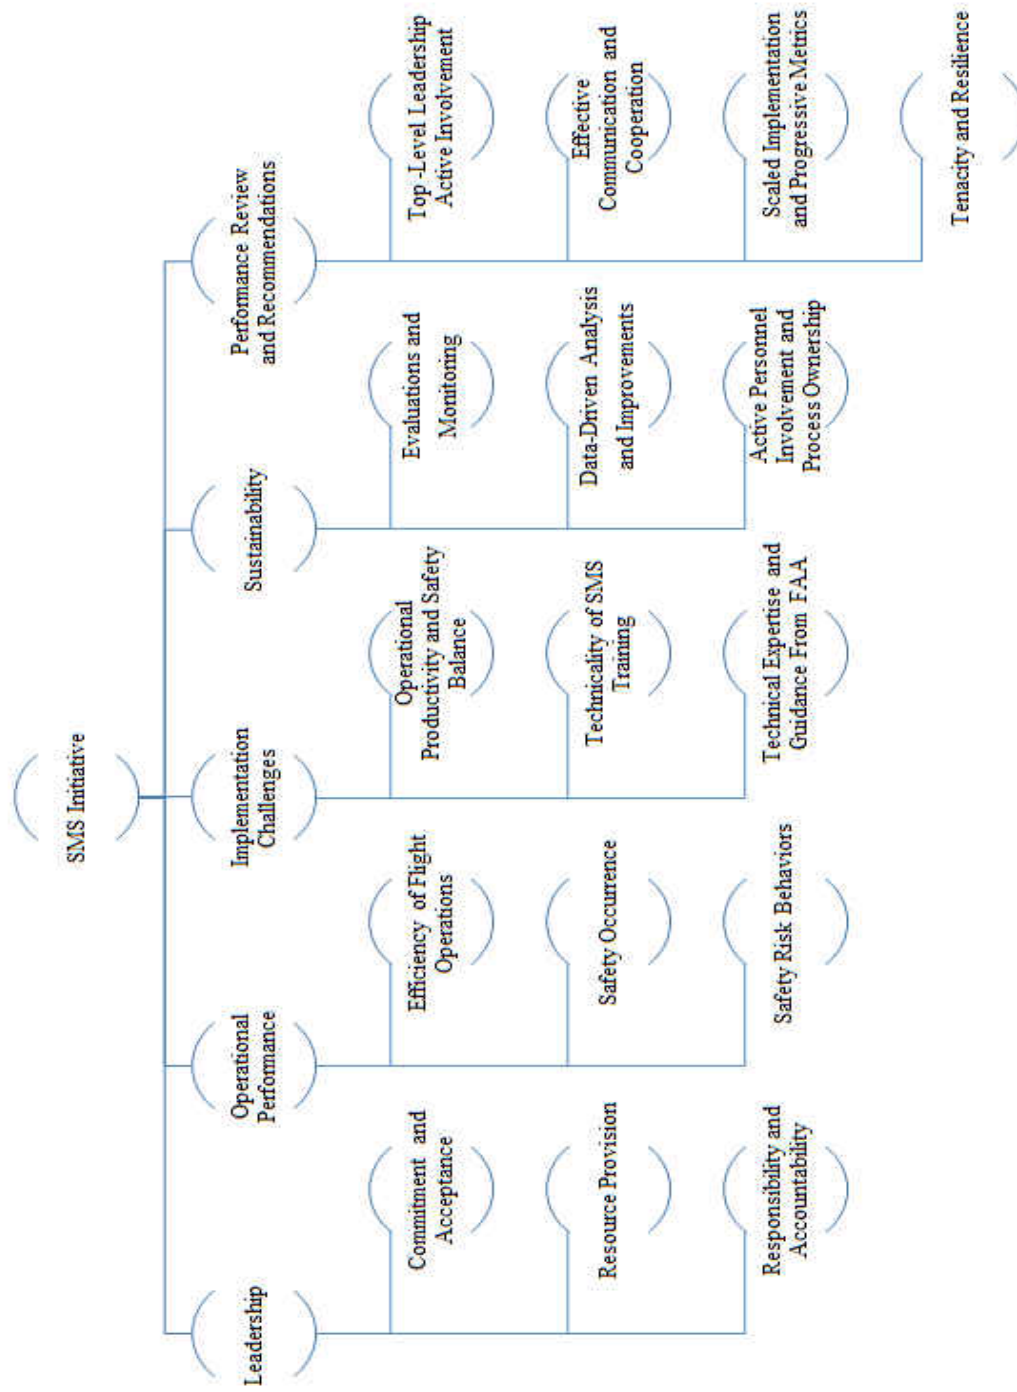 SMS Initiative
Leadership
Operational
Performance
Implementation
Challenges
Sustainability
Performance Review
and Recommendations
Commitment and
Acceptance
Resource Provision
Responsibility and
Accountability
Efficiency of Flight
Operations
Safety Occurrence
Safety Risk Behaviors
Operational
Productivity and Safety
Balance
Technicality of SMS
Training
Technical Expertise and
Guidance From FAA
Evaluations and
Monitoring
Data-Driven Analysis
and Improvements
Active Personnel
Involvement and
Process Ownership
Top -Level Leadership
Active Involvement
Effective
Communication and
Cooperation
Scaled Implementation
and Progressive Metrics
Tenacity and Resilience